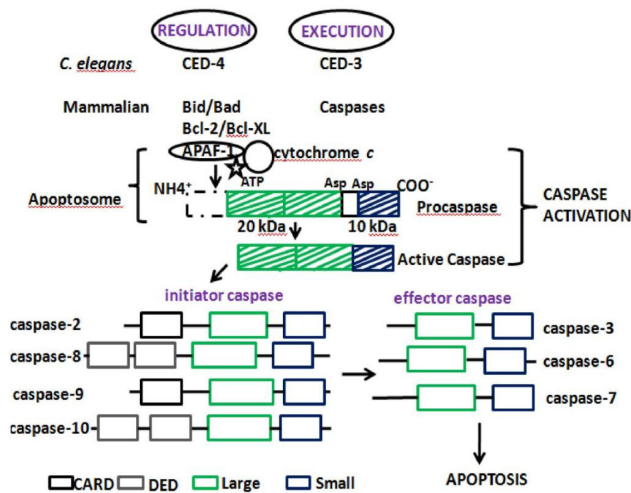 REGULATION EXECUTION
C. elegans CED-4 CED-3
Mammalian Bid/Bad Caspases
Bcl-2/Bcl-XL
APAF-1 cytochrome c
Apoptosome NH4+ ATP Asp Asp COO- Procaspase CASPASE
ACTIVATION
20 kDa 10 kDa
Active Caspase
initiator caspase effector caspase
caspase-2 caspase-3
caspase-8 caspase-6
caspase-9 caspase-7
caspase-10
APOPTOSIS
CARD DED Large Small